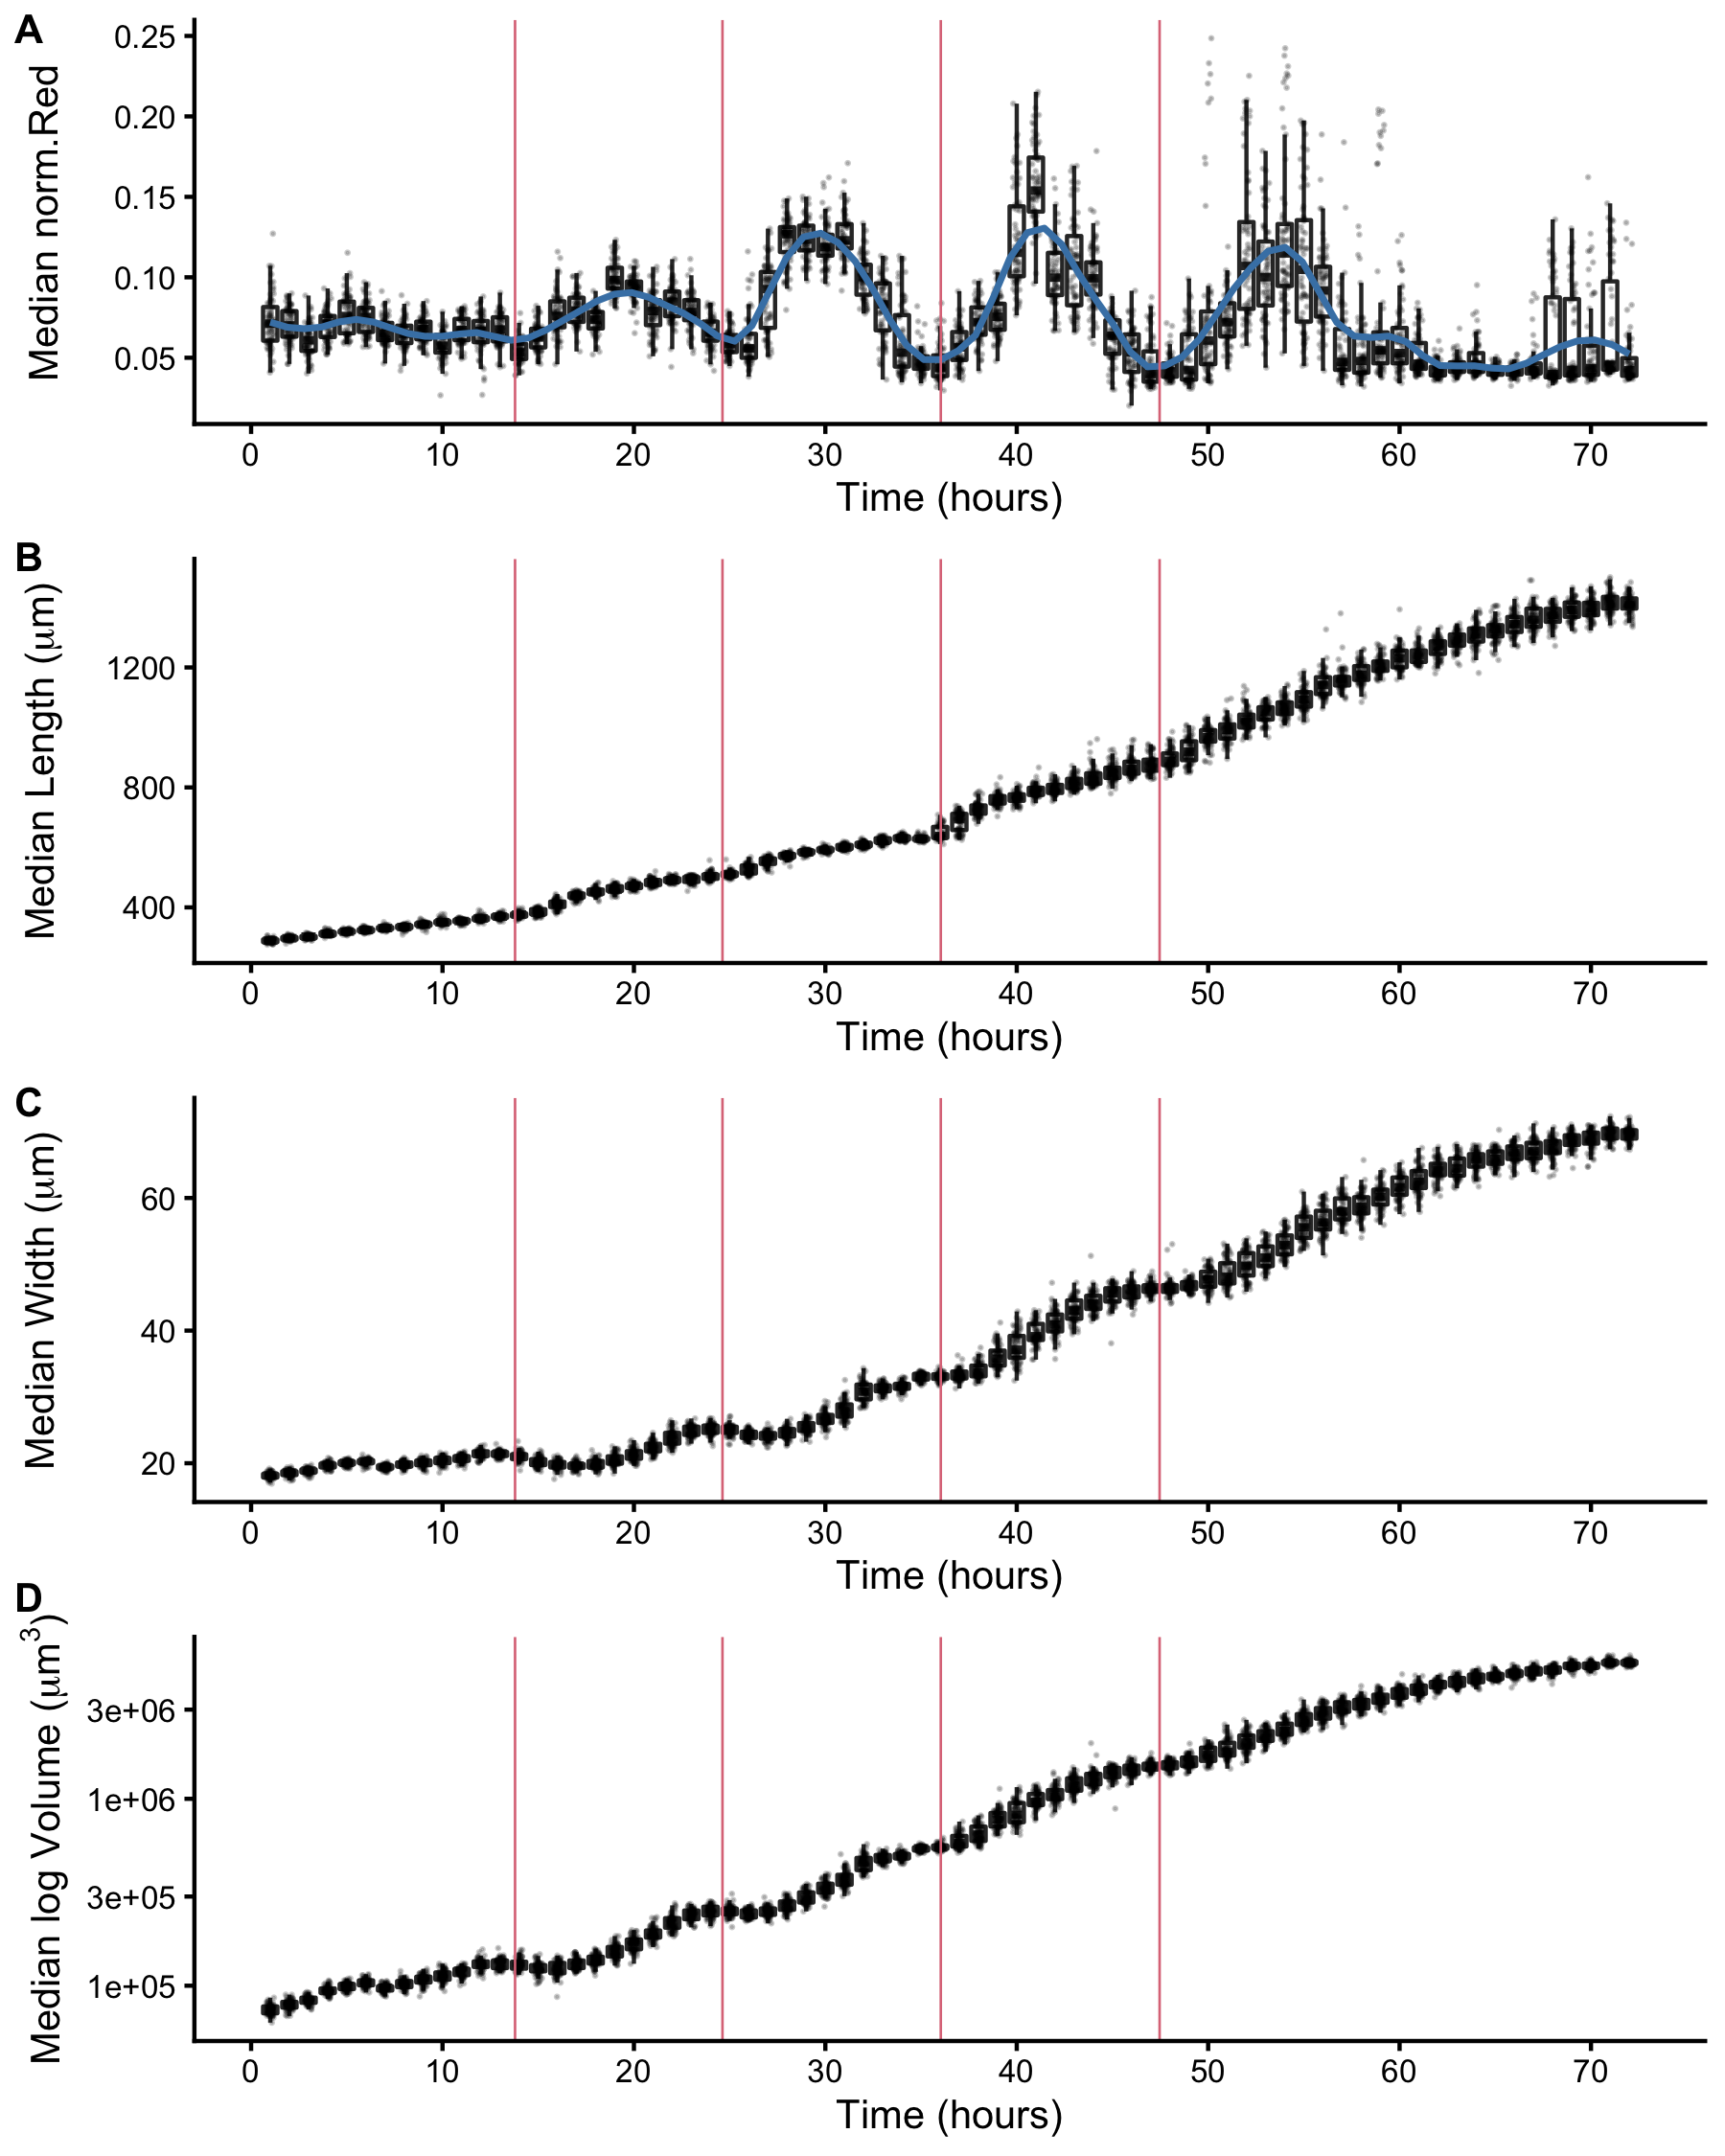 A
Median norm.Red
0.25
0.20
0.15
0.10
0.05
0 10 20 30 40 50 60 70
Time (hours)
B
Median Length (μm)
1200
800
400
0 10 20 30 40 50 60 70
Time (hours)
C
Median Width (μm)
60
40
20
0 10 20 30 40 50 60 70
Time (hours)
D
Median log Volume (μm³)
3e+06
1e+06
3e+05
1e+05
0 10 20 30 40 50 60 70
Time (hours)